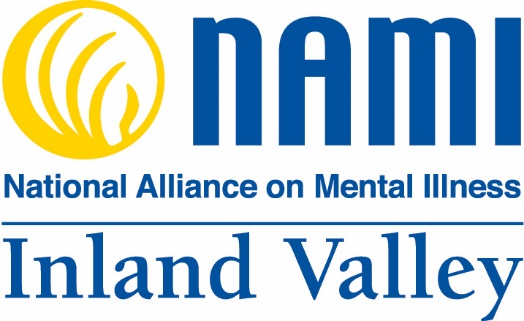 NAMI
National Alliance on Mental Illness
Inland Valley